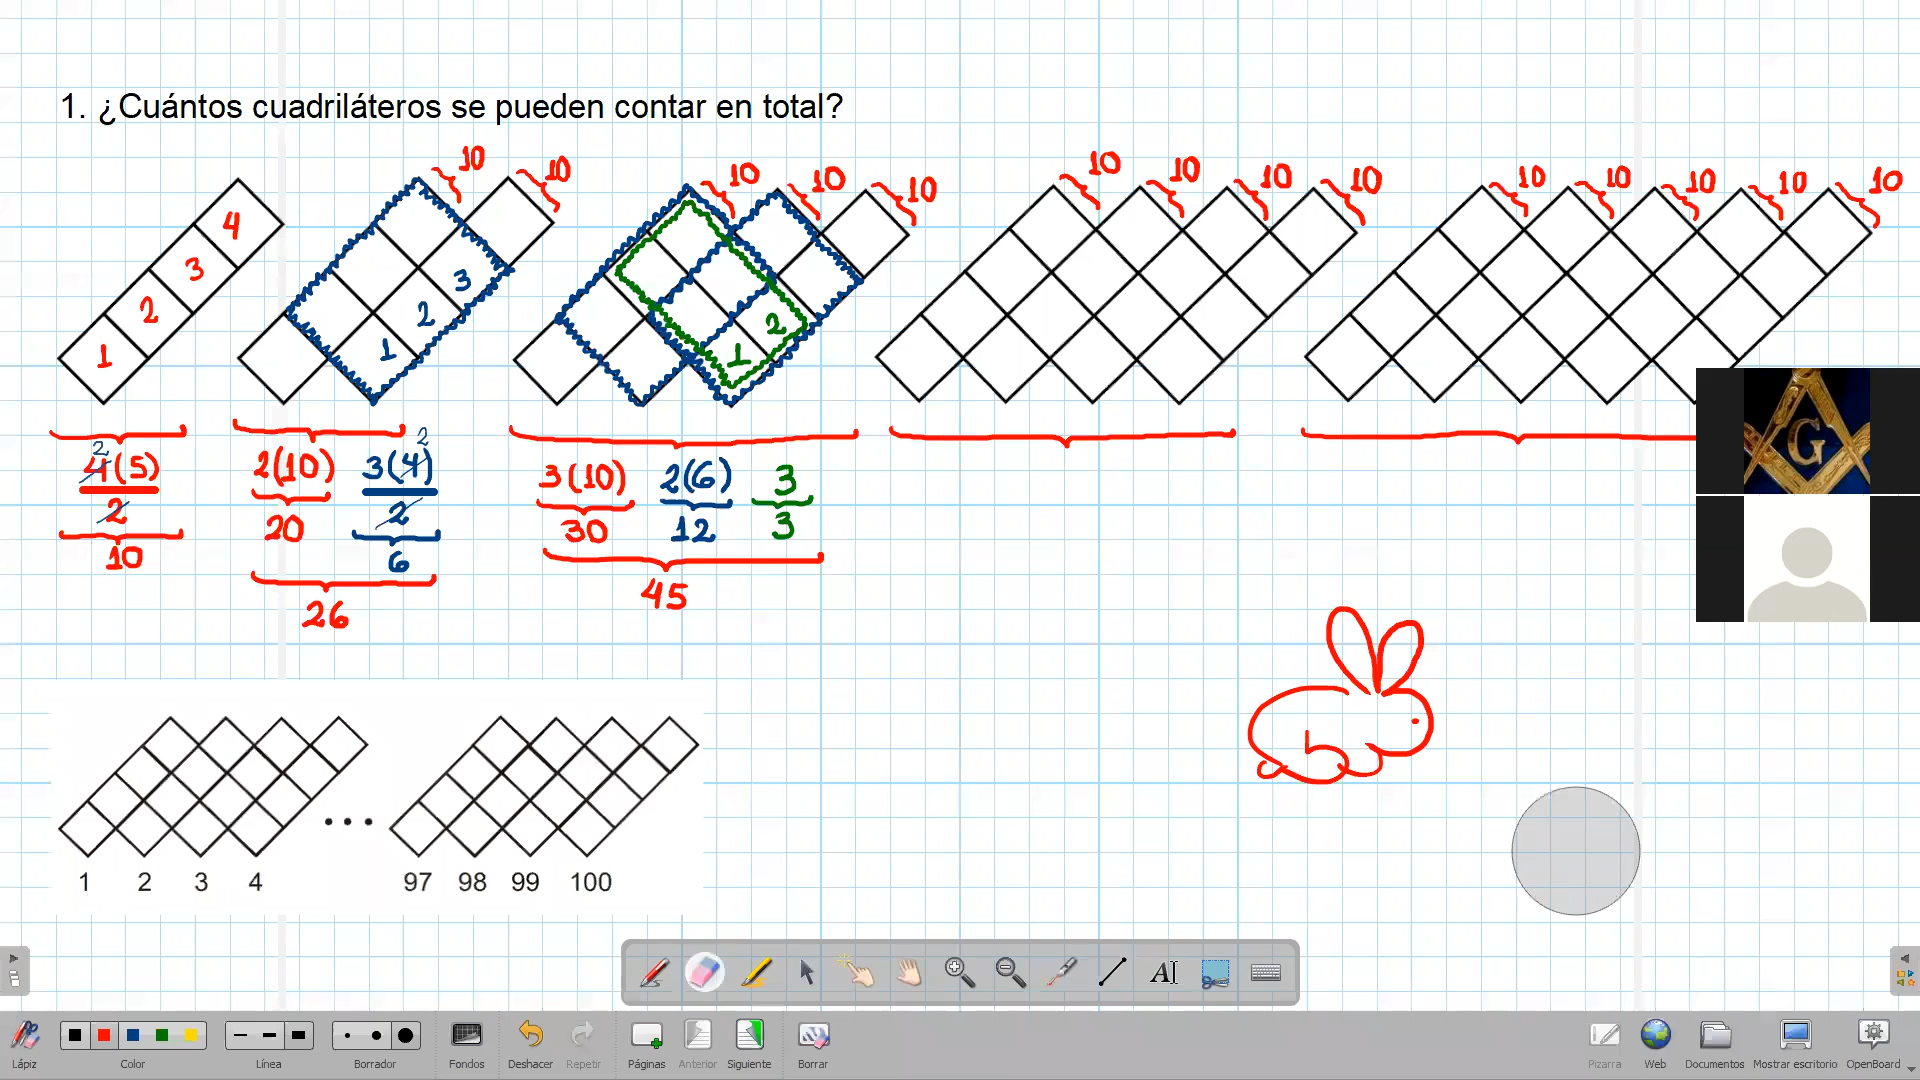 1. ¿Cuántos cuadriláteros se pueden contar en total?
10 10 10 10 10 10 10 10 10 10 10 10 10 10
1 2 3 4
1 2 3
1 2
2
4(5)
2
10
2(10)
20
2
3(4)
2
6
26
3(10)
30
2(6)
12
3
3
45
G
1 2 3 4 ... 97 98 99 100
AI
Lápiz Color Línea Borrador Fondos Deshacer Repetir Páginas Anterior Siguiente Borrar Pizarra Web Documentos Mostrar escritorio OpenBoard